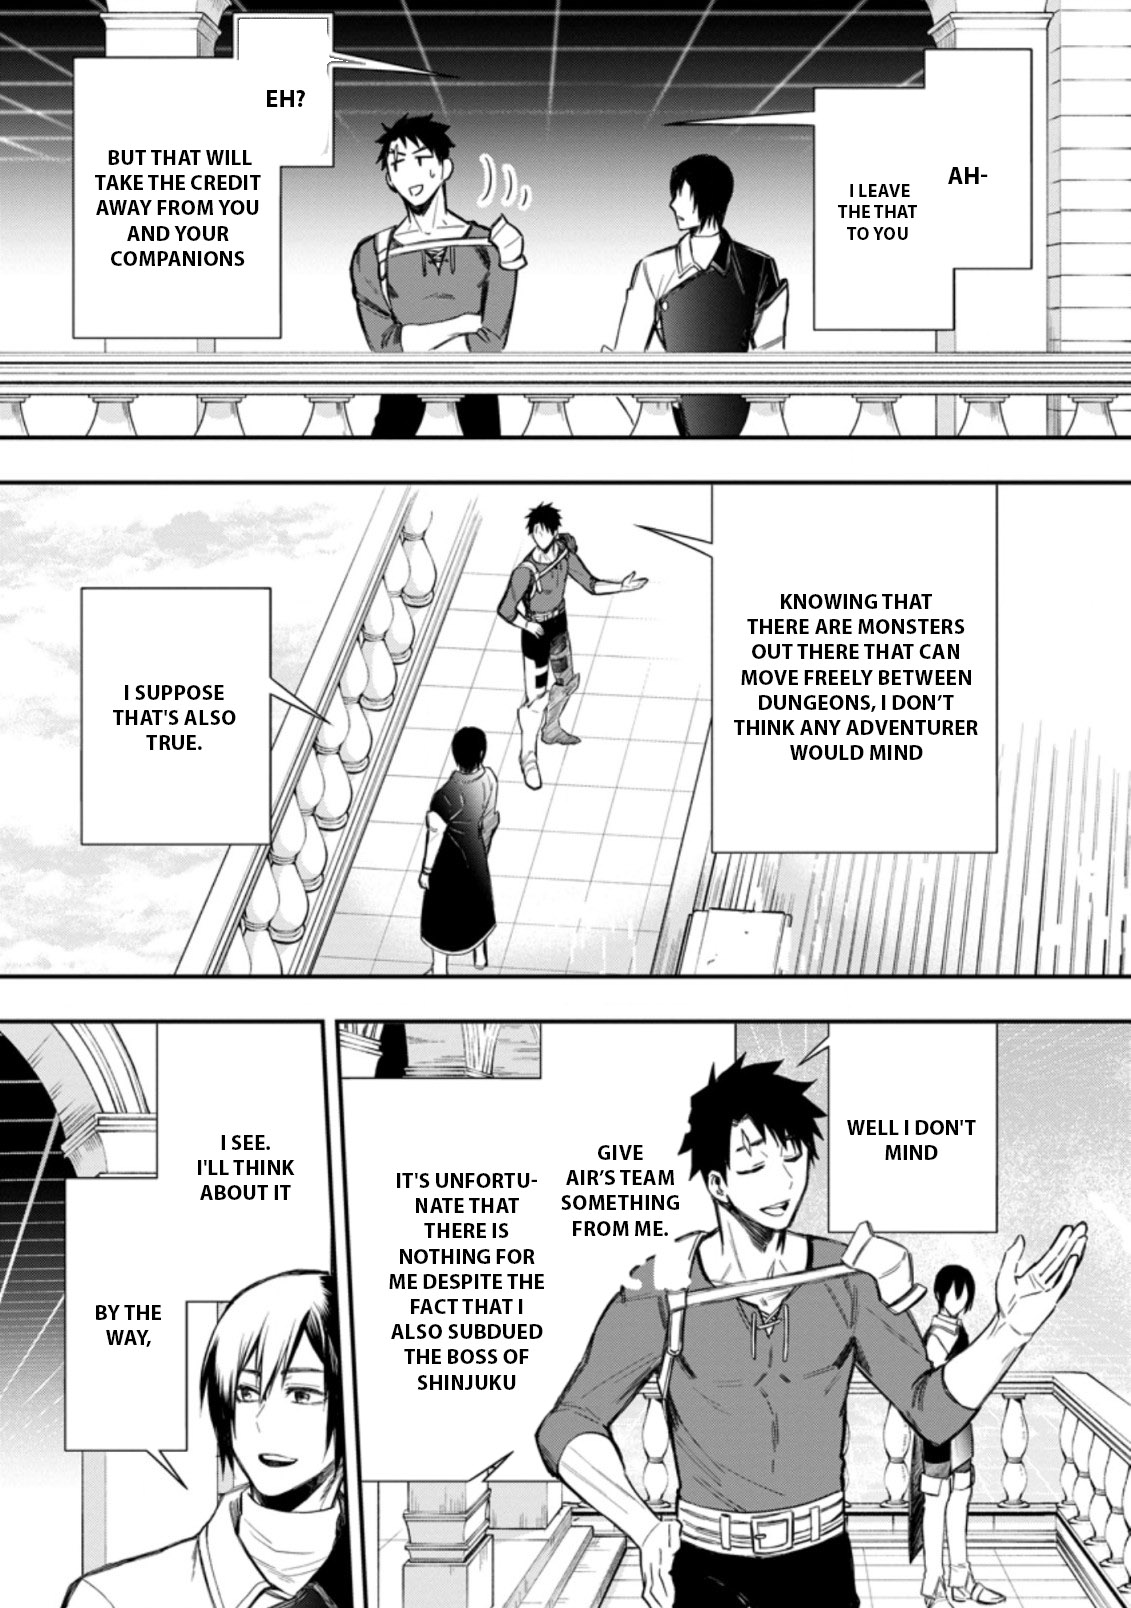 AH-
I LEAVE
THE THAT
TO YOU
EH?
BUT THAT WILL
TAKE THE CREDIT
AWAY FROM YOU
AND YOUR
COMPANIONS
KNOWING THAT
THERE ARE MONSTERS
OUT THERE THAT CAN
MOVE FREELY BETWEEN
DUNGEONS, I DON’T
THINK ANY ADVENTURER
WOULD MIND
I SUPPOSE
THAT'S ALSO
TRUE.
WELL I DON'T
MIND
GIVE
AIR’S TEAM
SOMETHING
FROM ME.
IT'S UNFORTU-
NATE THAT
THERE IS
NOTHING FOR
ME DESPITE THE
FACT THAT I
ALSO SUBDUED
THE BOSS OF
SHINJUKU
I SEE.
I'LL THINK
ABOUT IT
BY THE
WAY,